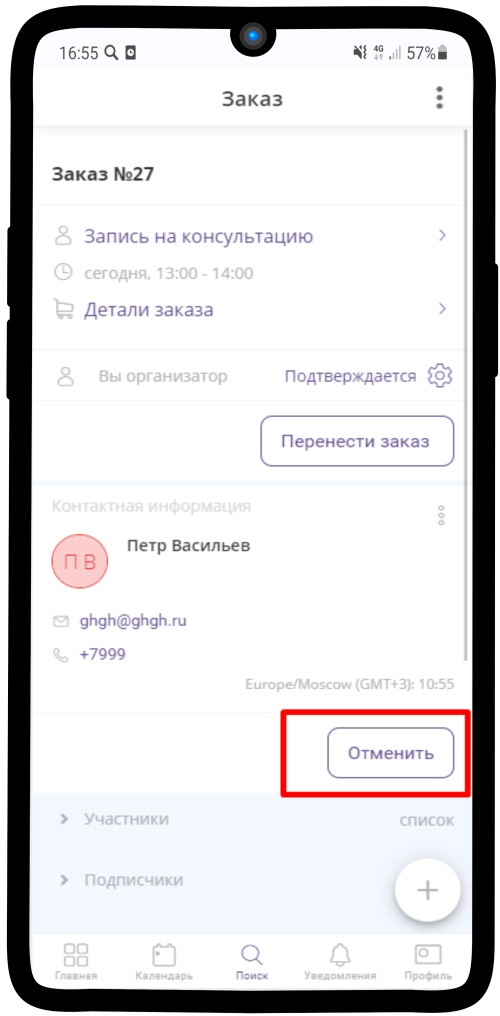 16:55 4G 57%
Заказ
Заказ №27
Запись на консультацию
сегодня, 13:00 - 14:00
Детали заказа
Вы организатор Подтверждается
Перенести заказ
Контактная информация
П В Петр Васильев
ghgh@ghgh.ru
+7999
Europe/Moscow (GMT+3): 10:55
Отменить
Участники список
Подписчики
Главная Календарь Поиск Уведомления Профиль